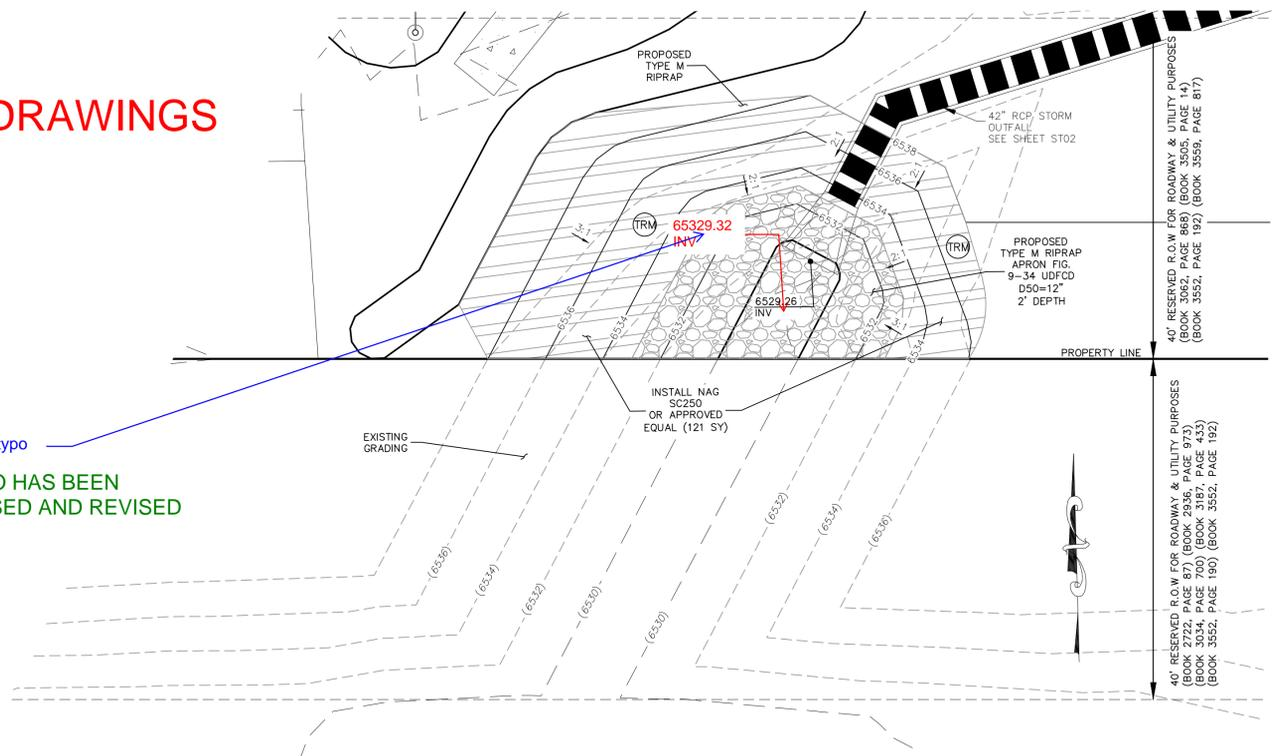 DRAWINGS
PROPOSED
TYPE M
RIPRAP
42" RCP STORM
OUTFALL
SEE SHEET ST02
2:1
6538
6536
2:1
2:1
6534
6532
3:1
TRM
65329.32
INV
TRM
PROPOSED
TYPE M RIPRAP
APRON FIG.
9-34 UDFCD
D50=12"
2' DEPTH
6529.26
INV
6536
6534
6532
6532
3:1
6534
PROPERTY LINE
INSTALL NAG
SC250
OR APPROVED
EQUAL (121 SY)
EXISTING
GRADING
typo
HAS BEEN
SED AND REVISED
(6536)
(6534)
(6532)
(6530)
(6530)
(6532)
(6534)
(6536)
40' RESERVED R.O.W FOR ROADWAY & UTILITY PURPOSES
(BOOK 3062, PAGE 868) (BOOK 3505, PAGE 14)
(BOOK 3552, PAGE 192) (BOOK 3559, PAGE 817)
40' RESERVED R.O.W FOR ROADWAY & UTILITY PURPOSES
(BOOK 2722, PAGE 87) (BOOK 2936, PAGE 973)
(BOOK 3034, PAGE 700) (BOOK 3187, PAGE 433)
(BOOK 3552, PAGE 190) (BOOK 3552, PAGE 192)